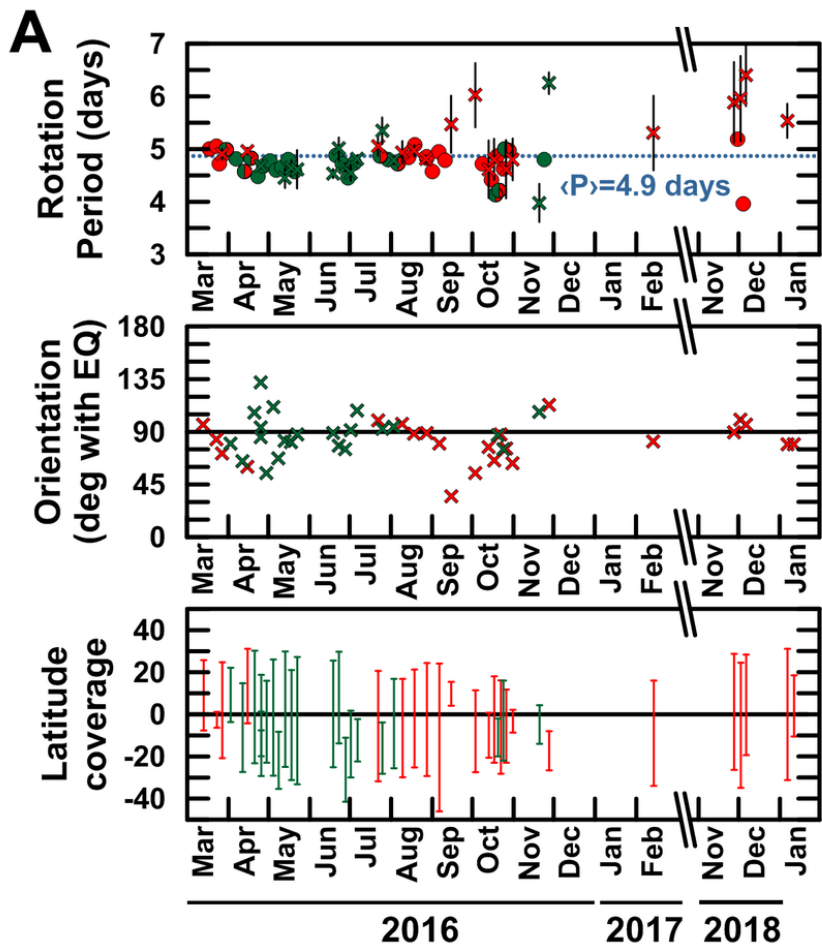 A
Rotation
Period (days)
7
6
5
4
3
‹P›=4.9 days
Mar Apr May Jun Jul Aug Sep Oct Nov Dec Jan Feb Nov Dec Jan
Orientation
(deg with EQ)
180
135
90
45
0
Mar Apr May Jun Jul Aug Sep Oct Nov Dec Jan Feb Nov Dec Jan
Latitude
coverage
40
20
0
-20
-40
Mar Apr May Jun Jul Aug Sep Oct Nov Dec Jan Feb Nov Dec Jan
2016 2017 2018